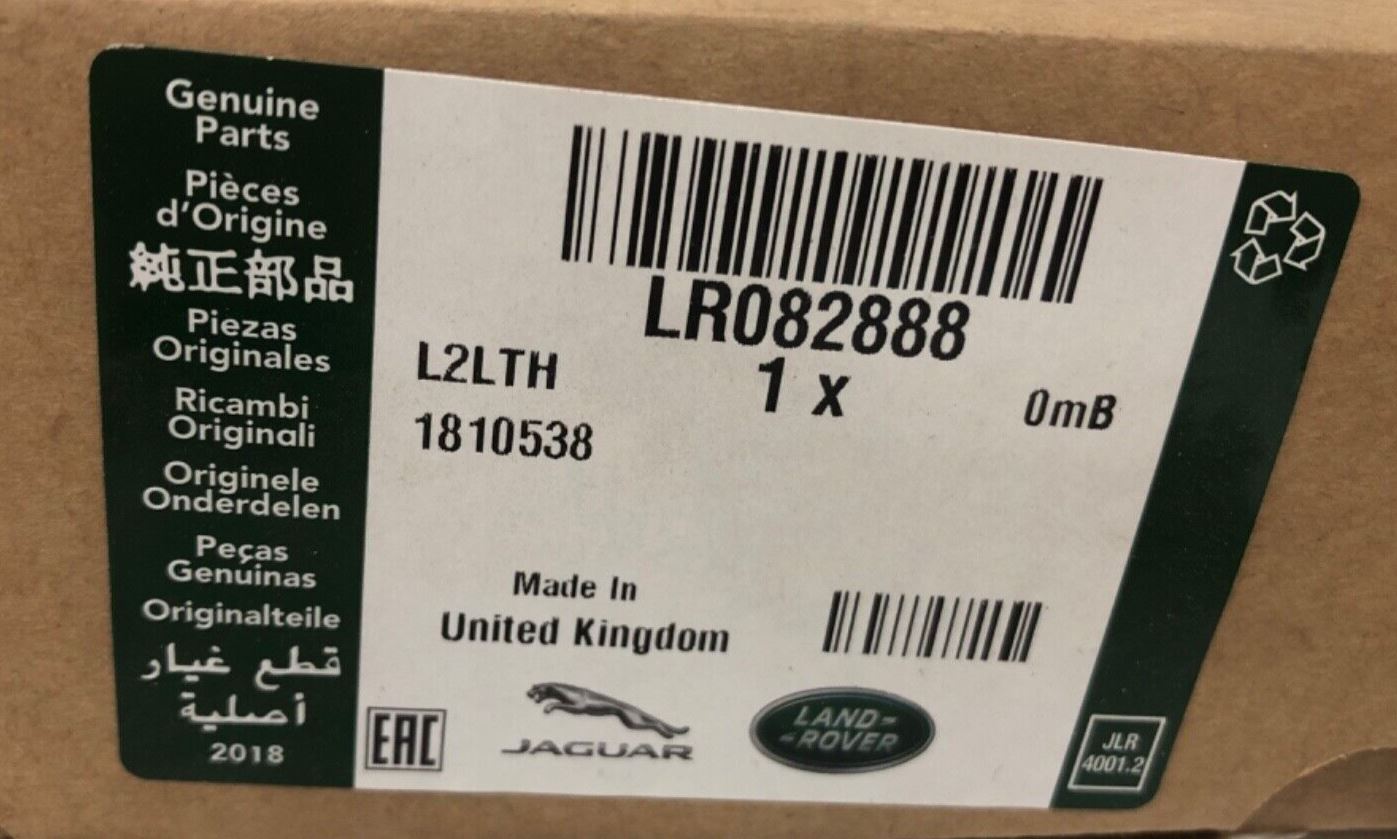 Genuine
Parts
Pièces
d'Origine
純正部品
Piezas
Originales
Ricambi
Originali
Originele
Onderdelen
Peças
Genuinas
Originalteile
قطع غيار
أصلية
2018
LR082888
L2LTH
1 x
0mB
1810538
Made In
United Kingdom
EAC
JAGUAR
LAND-
-ROVER
JLR
4001.2